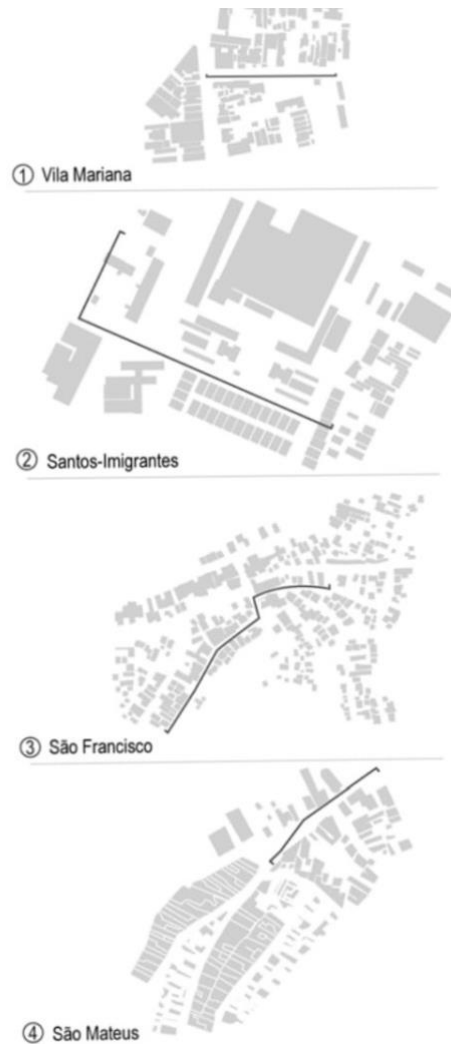 ① Vila Mariana
② Santos-Imigrantes
③ São Francisco
④ São Mateus